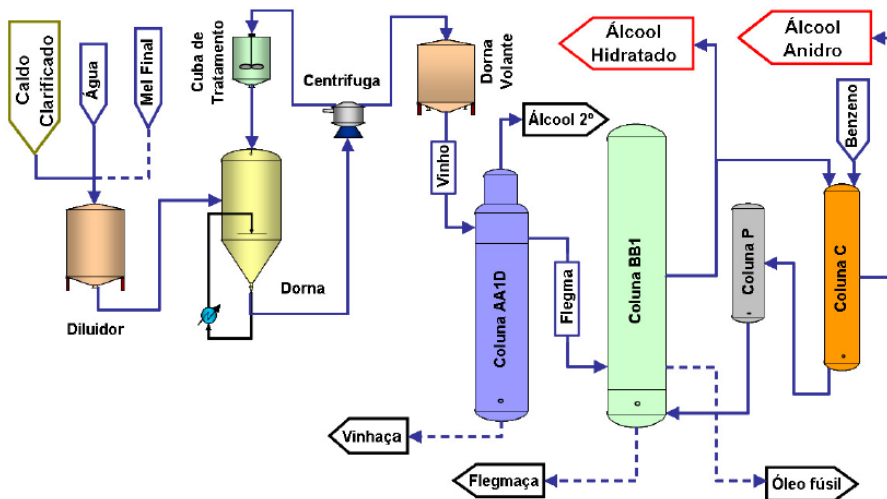 Caldo
Clarificado
Água
Mel Final
Cuba de
Tratamento
Centrífuga
Dorna
Volante
Álcool
Hidratado
Álcool
Anidro
Álcool 2º
Benzeno
Vinho
Diluidor
Dorna
Coluna AA1D
Flegma
Coluna BB1
Coluna P
Coluna C
Vinhaça
Flegmaça
Óleo fúsil